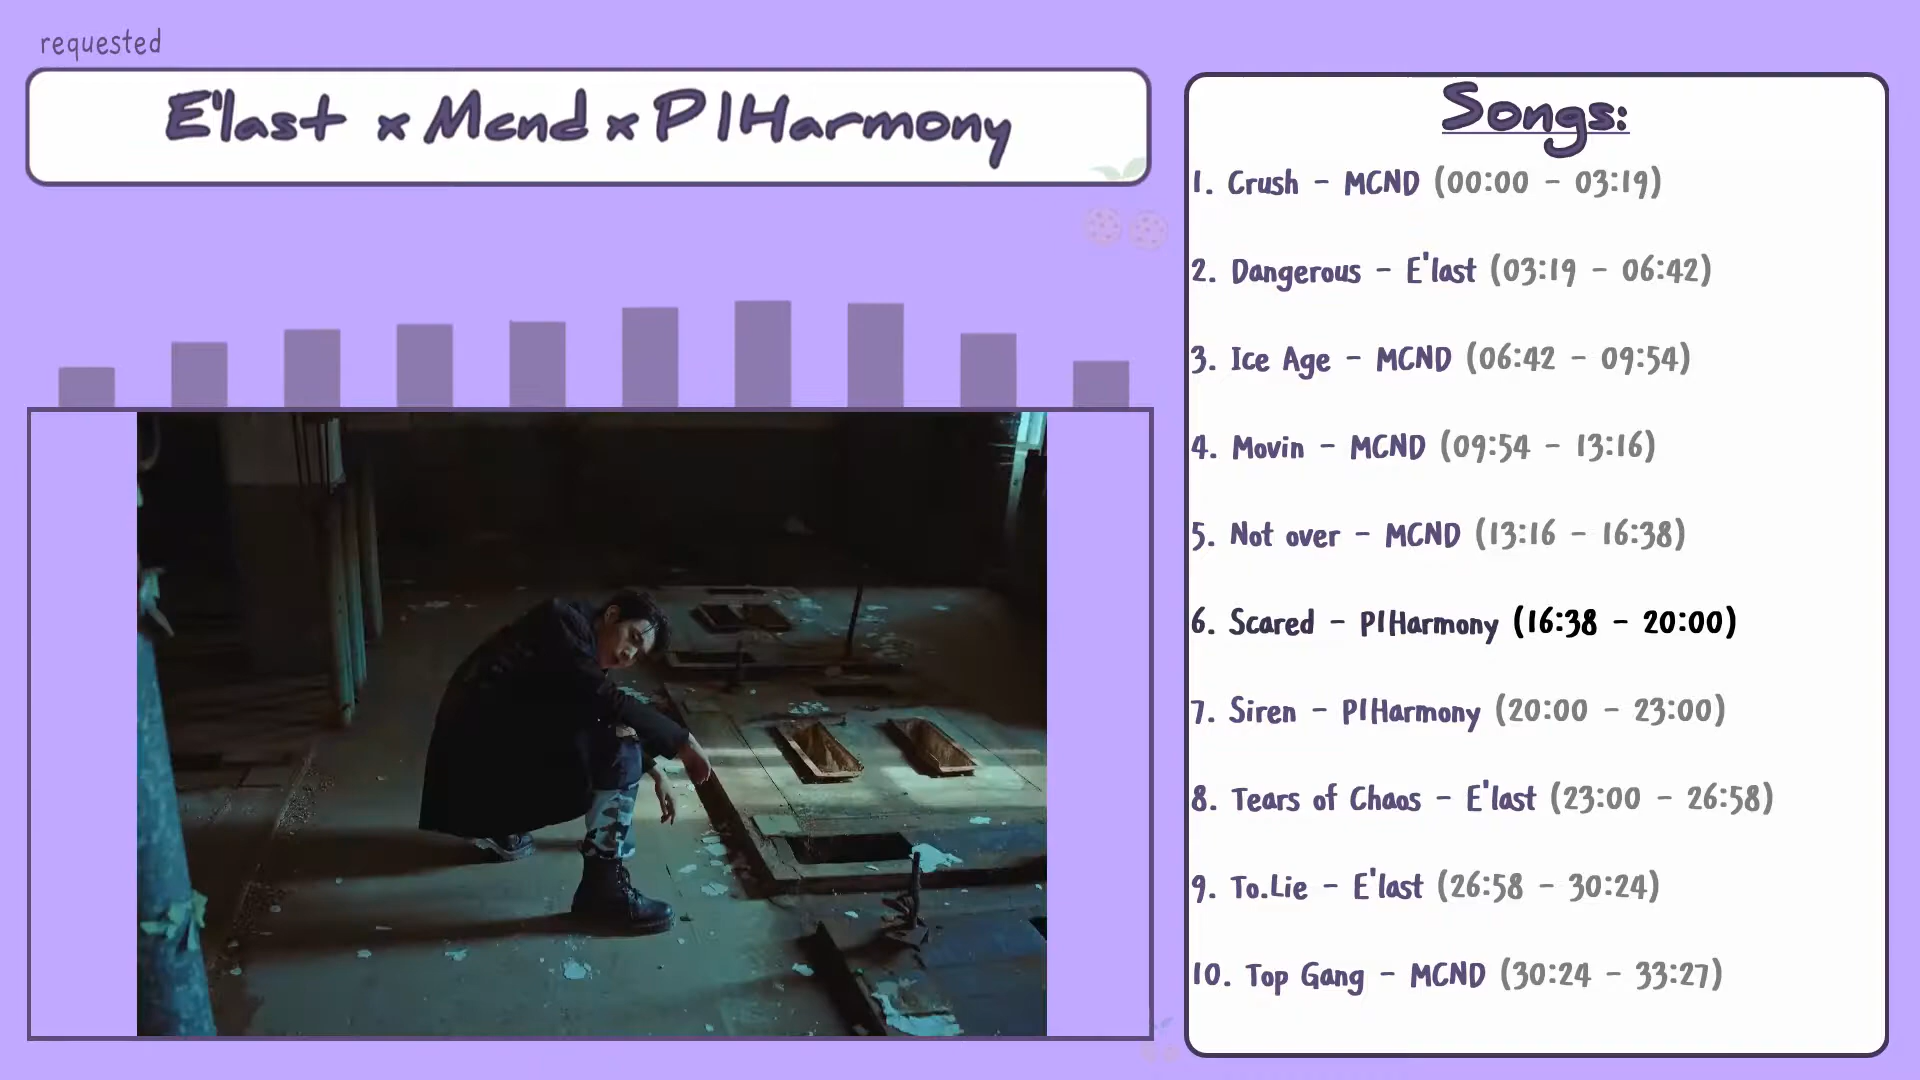 requested
E'last x Mcnd x P1Harmony
Songs:
1. Crush - MCND (00:00 - 03:19)
2. Dangerous - E'last (03:19 - 06:42)
3. Ice Age - MCND (06:42 - 09:54)
4. Movin - MCND (09:54 - 13:16)
5. Not over - MCND (13:16 - 16:38)
6. Scared - P1Harmony (16:38 - 20:00)
7. Siren - P1Harmony (20:00 - 23:00)
8. Tears of Chaos - E'last (23:00 - 26:58)
9. To.Lie - E'last (26:58 - 30:24)
10. Top Gang - MCND (30:24 - 33:27)